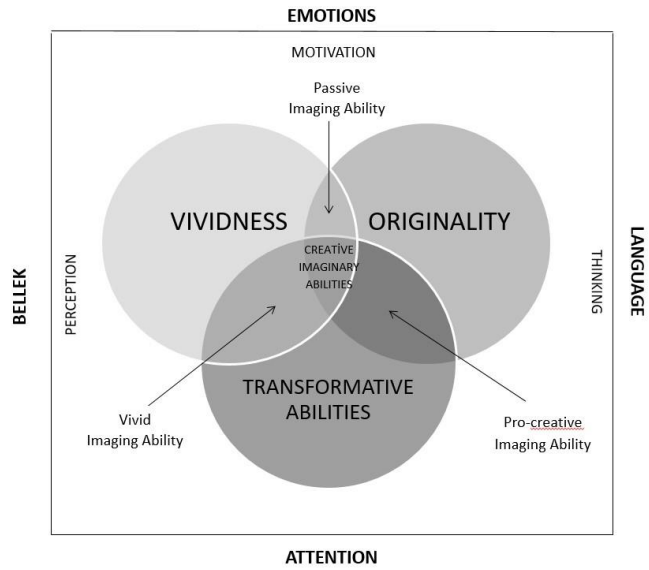 EMOTIONS
MOTIVATION
Passive
Imaging Ability
VIVIDNESS
ORIGINALITY
CREATİVE
IMAGINARY
ABILITIES
BELLEK
PERCEPTION
THINKING
LANGUAGE
TRANSFORMATIVE
ABILITIES
Vivid
Imaging Ability
Pro-creative
Imaging Ability
ATTENTION